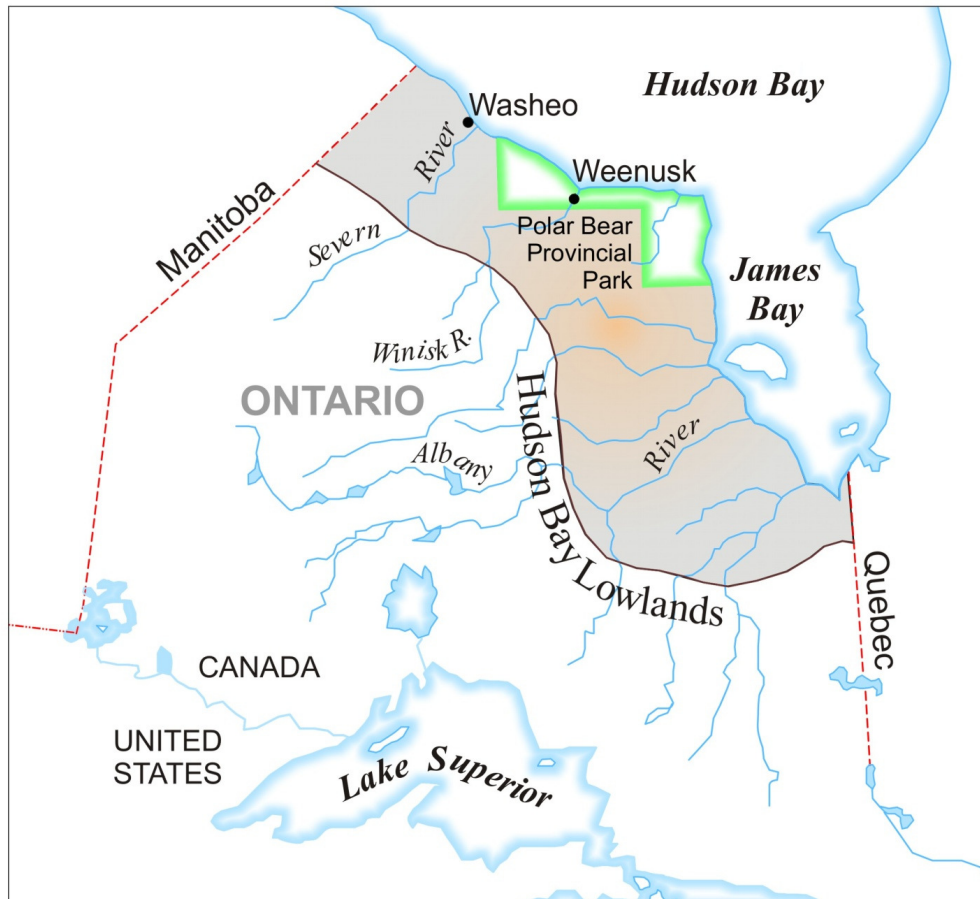 Hudson Bay
Washeo
River
Weenusk
Manitoba
Severn
Polar Bear
Provincial
Park
James
Bay
Winisk R.
ONTARIO
Hudson Bay Lowlands
River
Albany
Quebec
CANADA
UNITED
STATES
Lake Superior